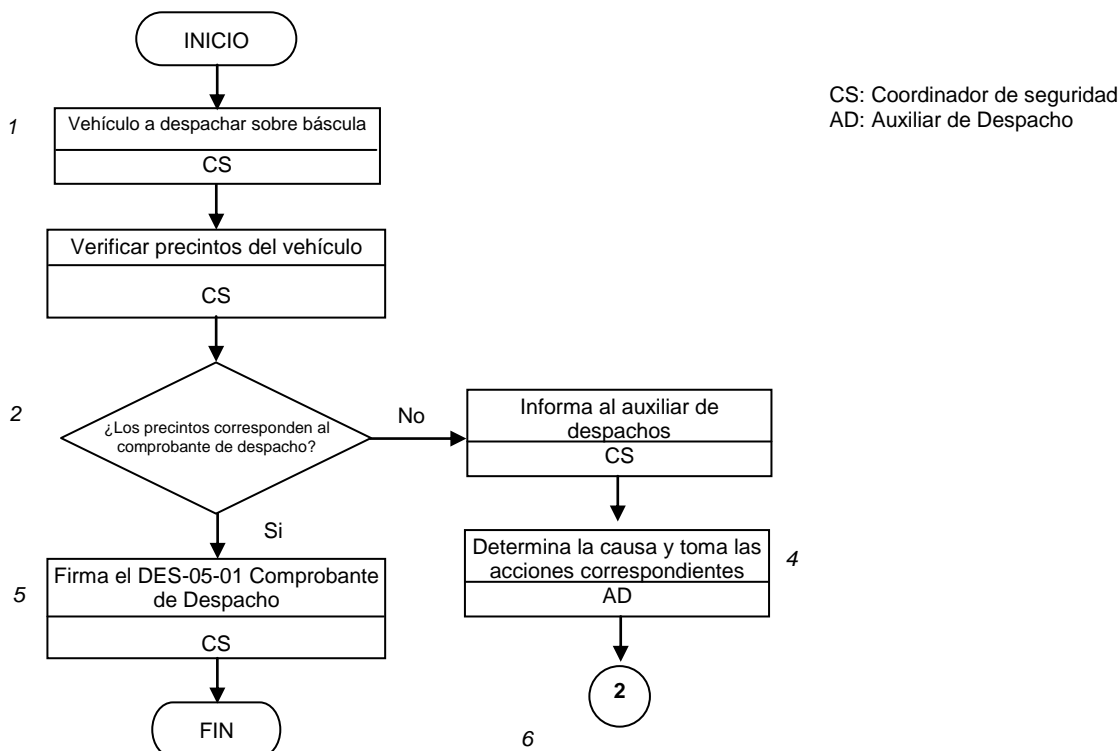 INICIO
CS: Coordinador de seguridad
AD: Auxiliar de Despacho
1
Vehículo a despachar sobre báscula
CS
Verificar precintos del vehículo
CS
2
¿Los precintos corresponden al
comprobante de despacho?
No
Informa al auxiliar de
despachos
CS
Si
Determina la causa y toma las
acciones correspondientes
AD
4
5
Firma el DES-05-01 Comprobante
de Despacho
CS
2
FIN
6